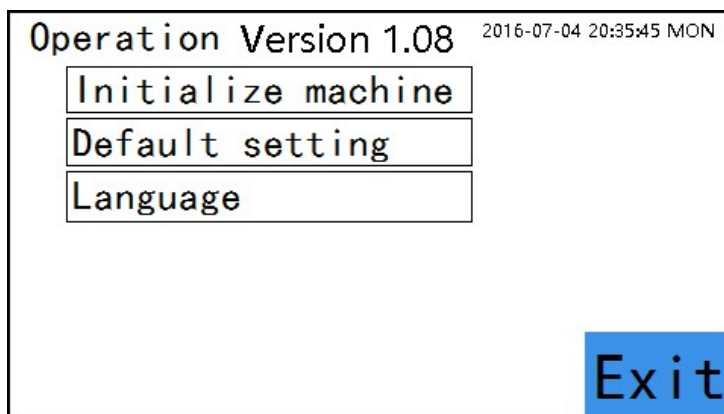 Operation Version 1.08 2016-07-04 20:35:45 MON
Initialize machine
Default setting
Language
Exit